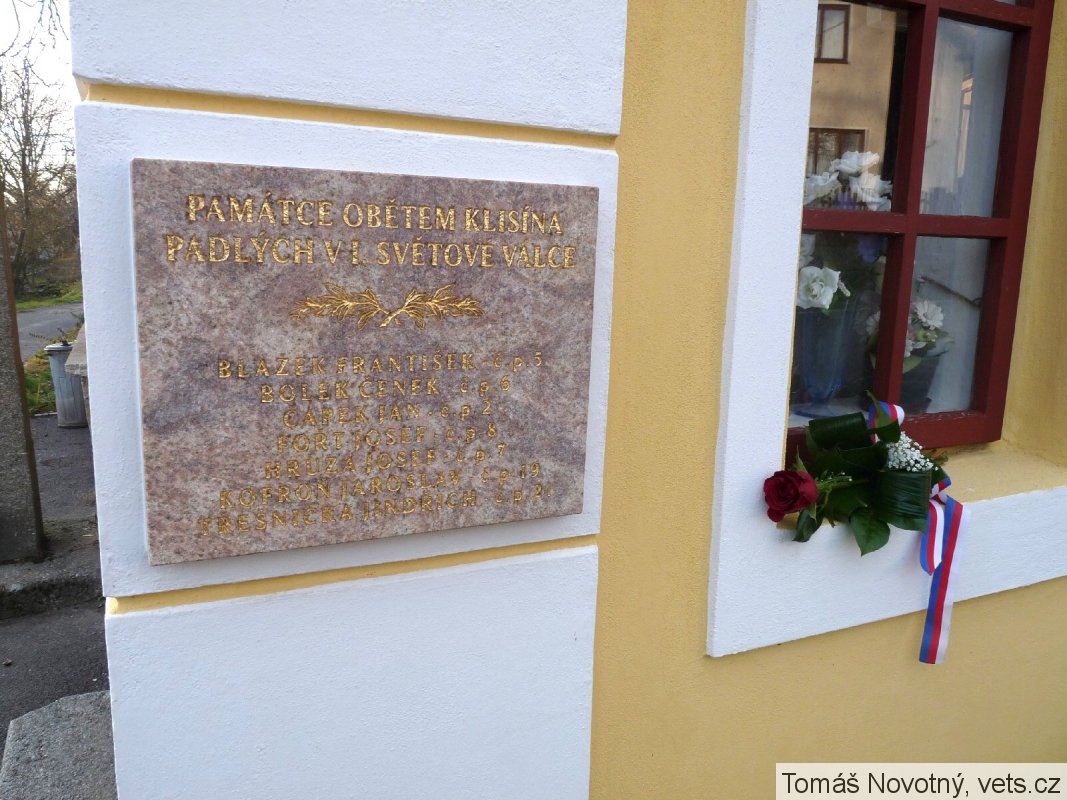 PAMÁTCE OBĚTEM KLISÍNA
PADLÝCH V I. SVĚTOVÉ VÁLCE
BLAŽEK FRANTIŠEK - č.p. 5
BOLEK ČENEK - č.p. 6
ČAPEK JAN - č.p. 2
FORT JOSEF - č.p. 8
HRŮZA JOSEF - č.p. 7
KOFROŇ JAROSLAV - č.p. 19
TŘEŠNIČKA JINDŘICH - č.p.
Tomáš Novotný, vets.cz